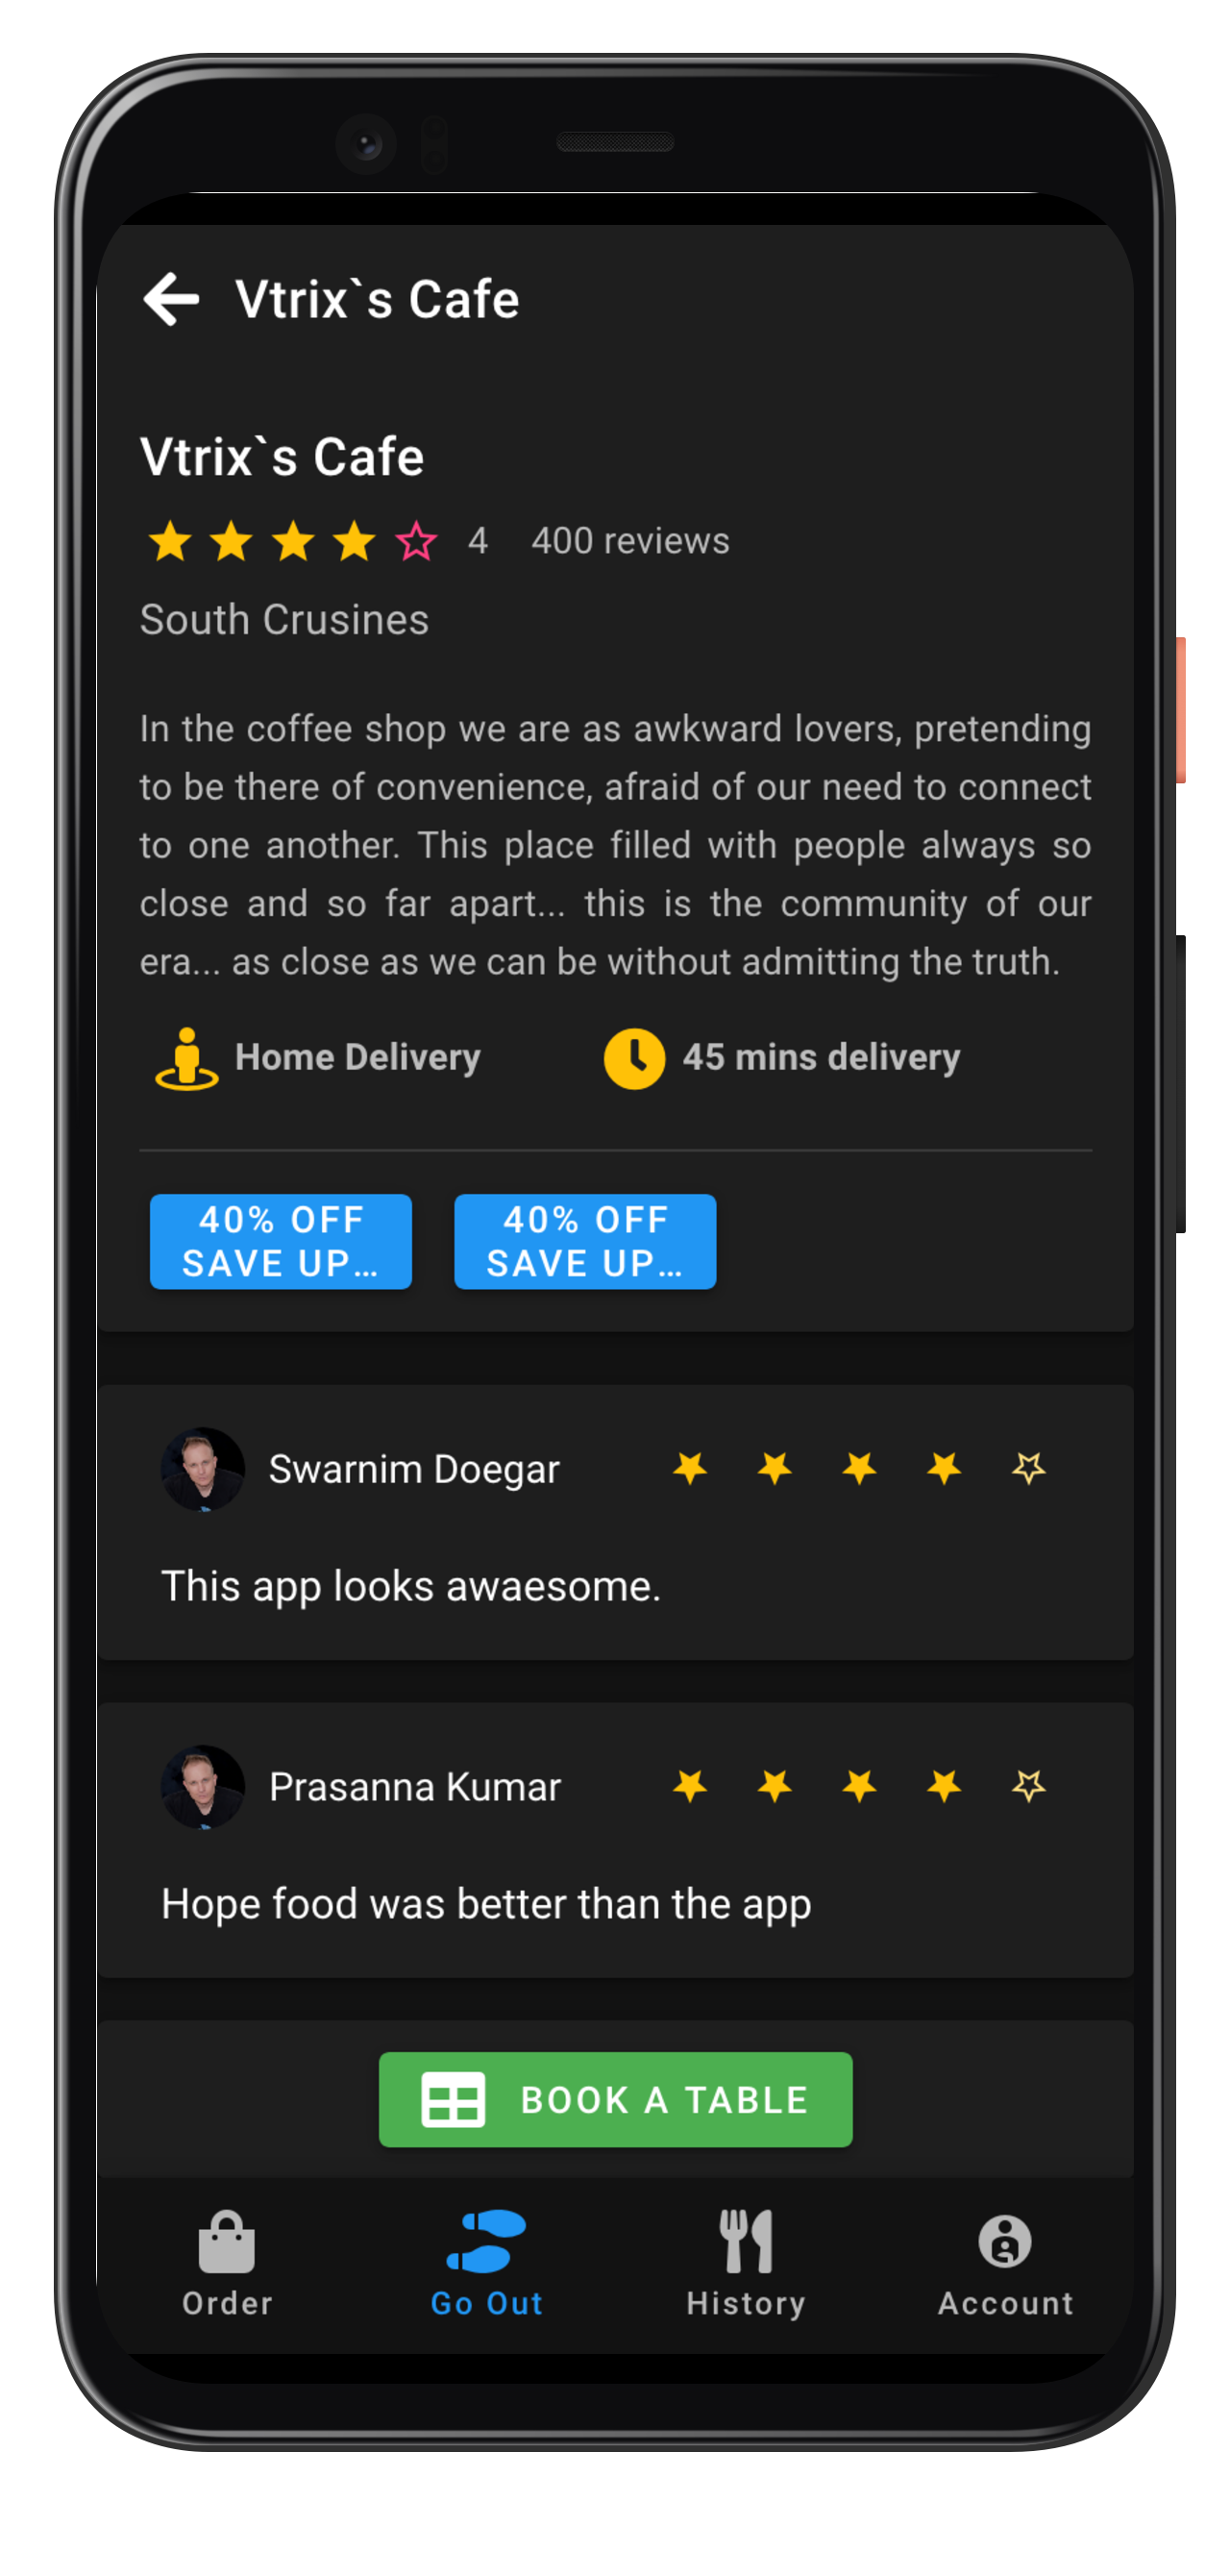 Vtrix`s Cafe
Vtrix`s Cafe
4 400 reviews
South Crusines
In the coffee shop we are as awkward lovers, pretending
to be there of convenience, afraid of our need to connect
to one another. This place filled with people always so
close and so far apart... this is the community of our
era... as close as we can be without admitting the truth.
Home Delivery 45 mins delivery
40% OFF 40% OFF
SAVE UP... SAVE UP...
Swarnim Doegar
This app looks awaesome.
Prasanna Kumar
Hope food was better than the app
BOOK A TABLE
Order Go Out History Account